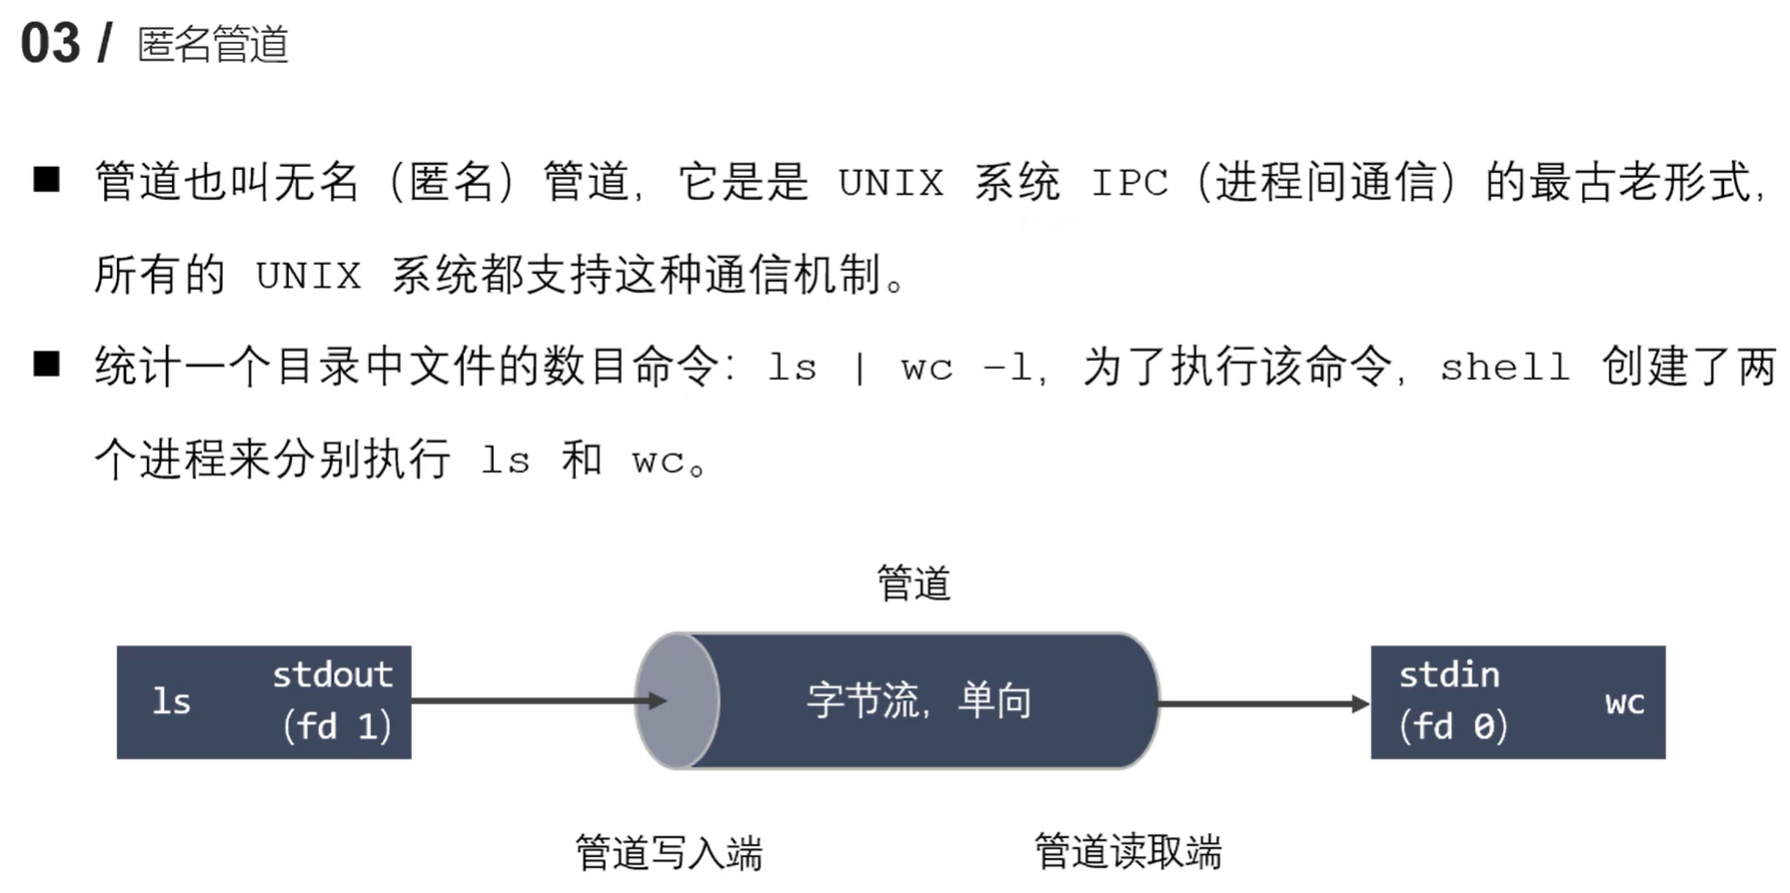 03 / 匿名管道
■ 管道也叫无名（匿名）管道，它是是 UNIX 系统 IPC（进程间通信）的最古老形式，
所有的 UNIX 系统都支持这种通信机制。
■ 统计一个目录中文件的数目命令：ls | wc –l，为了执行该命令，shell 创建了两
个进程来分别执行 ls 和 wc。
管道
ls
stdout
(fd 1)
字节流，单向
stdin
(fd 0)
wc
管道写入端
管道读取端